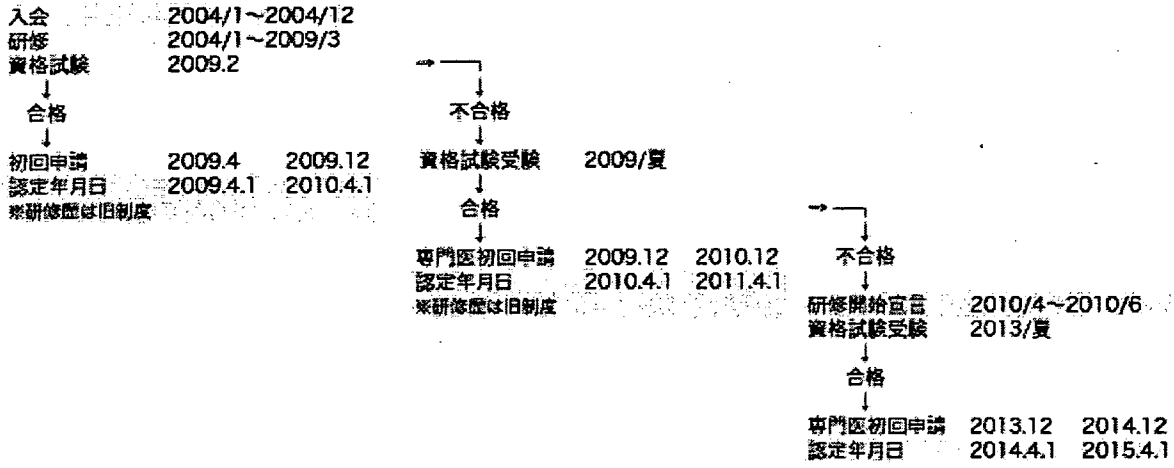 入会 2004/1~2004/12
研修 2004/1~2009/3
資格試験 2009.2
合格
初回申請 2009.4 2009.12
認定年月日 2009.4.1 2010.4.1
※研修歴は旧制度
不合格
資格試験受験 2009/夏
合格
専門医初回申請 2009.12 2010.12
認定年月日 2010.4.1 2011.4.1
※研修歴は旧制度
不合格
研修開始宣言 2010/4~2010/6
資格試験受験 2013/夏
合格
専門医初回申請 2013.12 2014.12
認定年月日 2014.4.1 2015.4.1